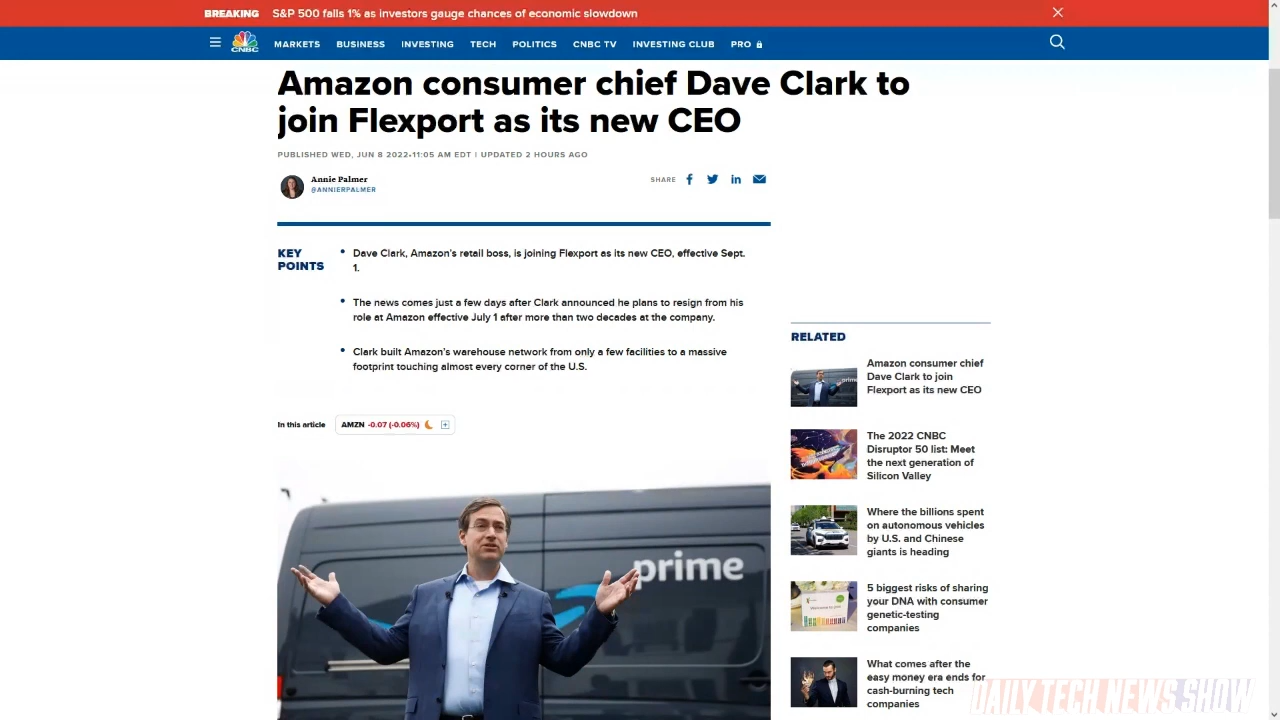 BREAKING S&P 500 falls 1% as investors gauge chances of economic slowdown
CNBC
MARKETS BUSINESS INVESTING TECH POLITICS CNBC TV INVESTING CLUB PRO
Amazon consumer chief Dave Clark to
join Flexport as its new CEO
PUBLISHED WED, JUN 8 2022•11:05 AM EDT | UPDATED 2 HOURS AGO
Annie Palmer
@ANNIERPALMER
SHARE
KEY
POINTS
• Dave Clark, Amazon's retail boss, is joining Flexport as its new CEO, effective Sept.
1.
• The news comes just a few days after Clark announced he plans to resign from his
role at Amazon effective July 1 after more than two decades at the company.
• Clark built Amazon's warehouse network from only a few facilities to a massive
footprint touching almost every corner of the U.S.
In this article
AMZN -0.07 (-0.06%)
prime
RELATED
Amazon consumer chief
Dave Clark to join
Flexport as its new CEO
The 2022 CNBC
Disruptor 50 list: Meet
the next generation of
Silicon Valley
Where the billions spent
on autonomous vehicles
by U.S. and Chinese
giants is heading
5 biggest risks of sharing
your DNA with consumer
genetic-testing
companies
What comes after the
easy money era ends for
cash-burning tech
companies
DAILY TECH NEWS SHOW